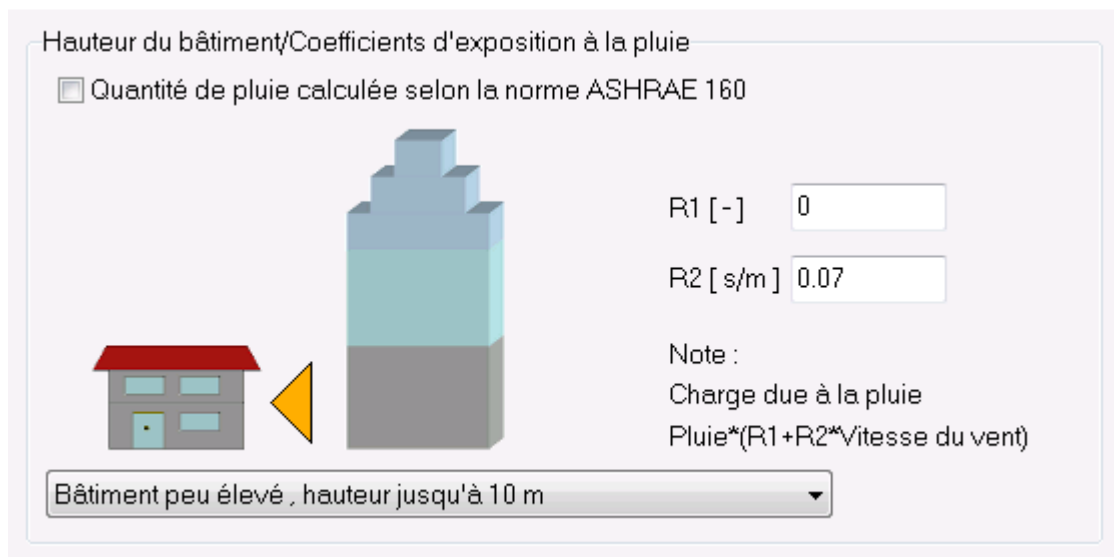 Hauteur du bâtiment/Coefficients d'exposition à la pluie
Quantité de pluie calculée selon la norme ASHRAE 160
R1 [ - ] 0
R2 [ s/m ] 0.07
Note :
Charge due à la pluie
Pluie*(R1+R2*Vitesse du vent)
Bâtiment peu élevé , hauteur jusqu'à 10 m